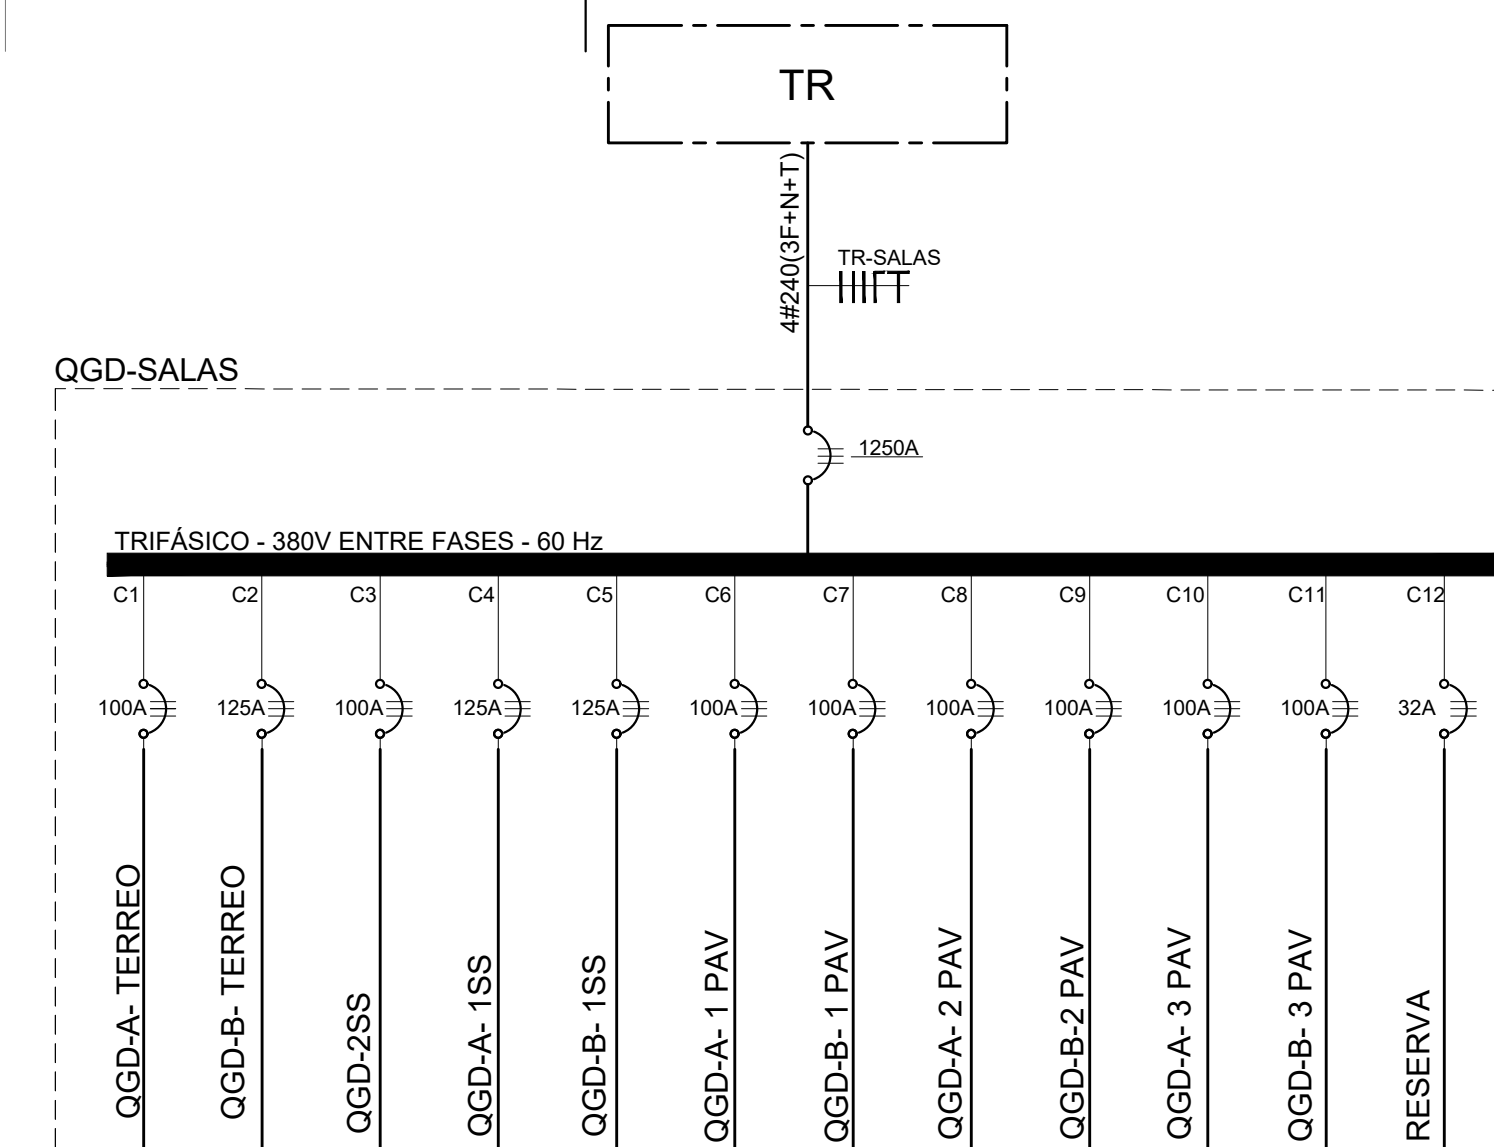 TR
4#240(3F+N+T)
TR-SALAS
QGD-SALAS
1250A
TRIFÁSICO - 380V ENTRE FASES - 60 Hz
C1 C2 C3 C4 C5 C6 C7 C8 C9 C10 C11 C12
100A 125A 100A 125A 125A 100A 100A 100A 100A 100A 100A 32A
QGD-A- TERREO
QGD-B- TERREO
QGD-2SS
QGD-A- 1SS
QGD-B- 1SS
QGD-A- 1 PAV
QGD-B- 1 PAV
QGD-A- 2 PAV
QGD-B-2 PAV
QGD-A- 3 PAV
QGD-B- 3 PAV
RESERVA